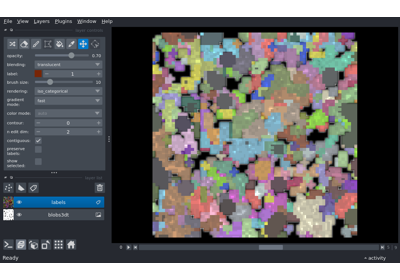 File View Layers Plugins Window Help
opacity: 0.70
blending: translucent
label: 1
brush size: 10
rendering: iso_categorical
gradient mode: fast
color mode:
contour: 0
n edit dim: 2
contiguous:
preserve labels:
show selected:
labels
blobs3dt
0
Ready
activity